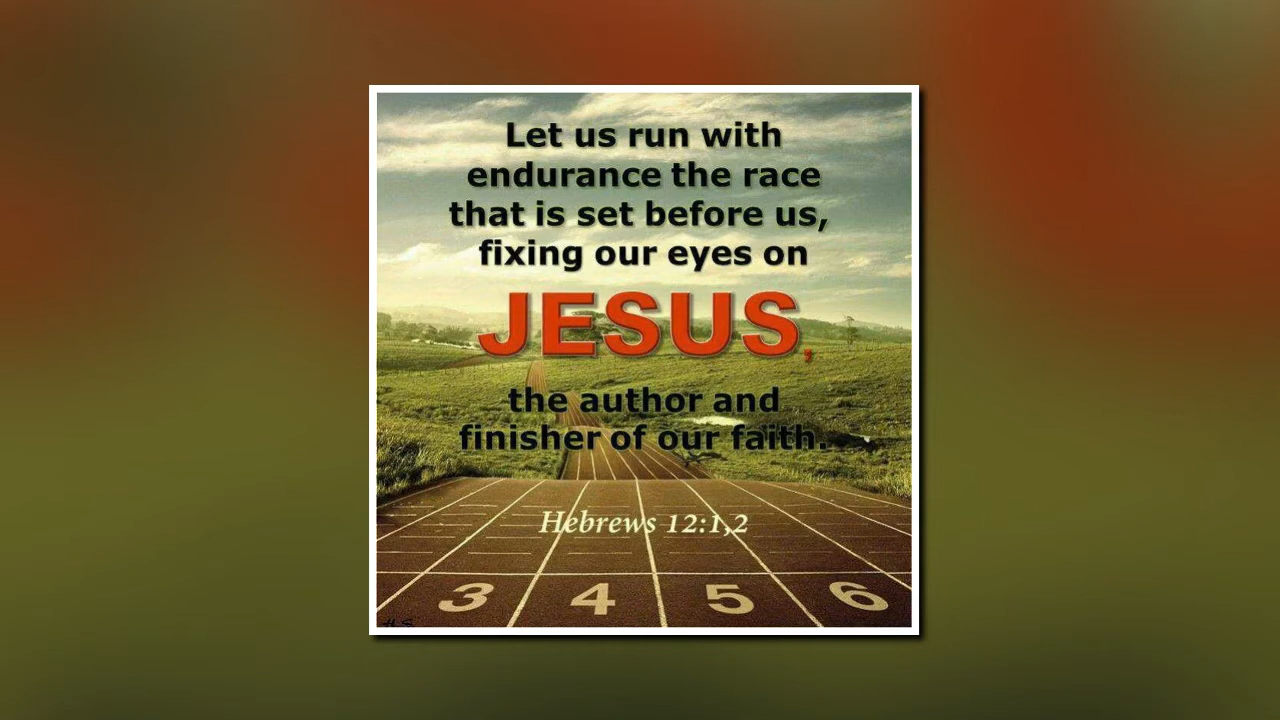 Let us run with
endurance the race
that is set before us,
fixing our eyes on
JESUS,
the author and
finisher of our faith.
Hebrews 12:1,2
3 4 5 6
H.S.